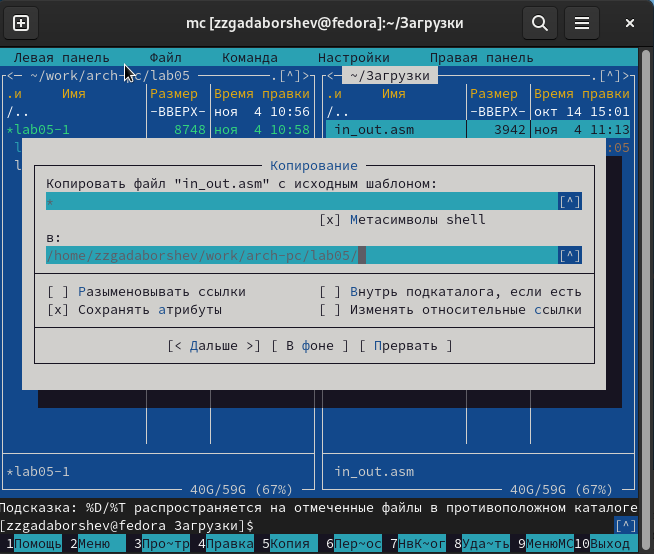 mc [zzgadaborshev@fedora]:~/Загрузки
Левая панель Файл Команда Настройки Правая панель
<─ ~/work/arch-pc/lab05 ─.[^]> <─ ~/Загрузки ─.[^]>
.и Имя Размер Время правки .и Имя Размер Время правки
/.. -ВВЕРХ- ноя 4 10:56 /.. -ВВЕРХ- окт 14 15:01
*lab05-1 8748 ноя 4 10:58 in_out.asm 3942 ноя 4 11:13
l :05
l
Копирование
Копировать файл "in_out.asm" с исходным шаблоном:
* [^]
[x] Метасимволы shell
в:
/home/zzgadaborshev/work/arch-pc/lab05/ [^]
[ ] Разыменовывать ссылки [ ] Внутрь подкаталога, если есть
[x] Сохранять атрибуты [ ] Изменять относительные ссылки
[< Дальше >] [ В фоне ] [ Прервать ]
*lab05-1 in_out.asm
40G/59G (67%) 40G/59G (67%)
Подсказка: %D/%T распространяется на отмеченные файлы в противоположном каталоге
[zzgadaborshev@fedora Загрузки]$ [^]
1Помощь 2Меню 3Про~тр 4Правка 5Копия 6Пер~ос 7НвК~ог 8Уда~ть 9МенюМС 10Выход